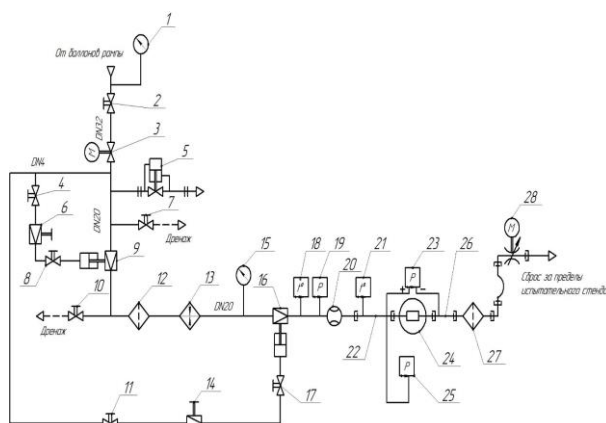 1
От баллонов рампы
2
DN32
3
M
DN4
4
5
6
DN20
7
Дренаж
8
9
10
Дренаж
12
13
DN20
15
16
18
19
20
21
23
26
28
M
t°
P
t°
P
+
-
Сброс за пределы
испытательного стенда
22
24
27
P
25
11
14
17